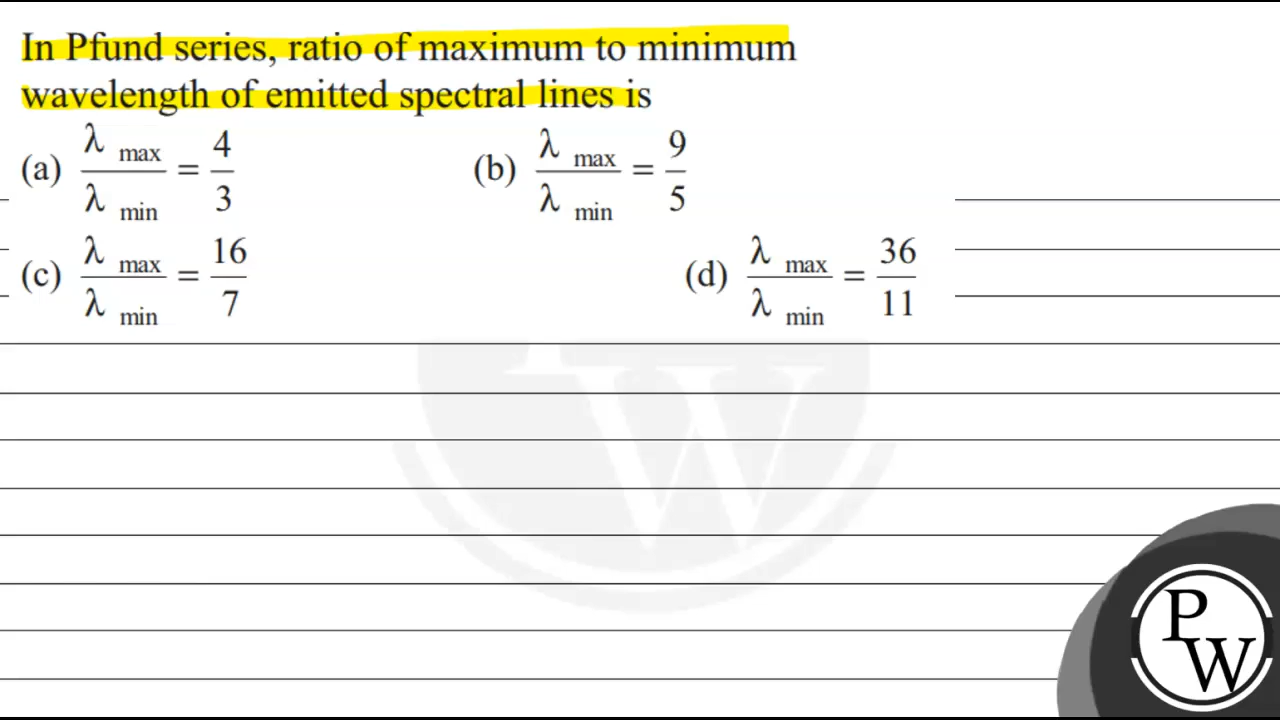 In Pfund series, ratio of maximum to minimum
wavelength of emitted spectral lines is
(a) λ max / λ min = 4/3 (b) λ max / λ min = 9/5
(c) λ max / λ min = 16/7 (d) λ max / λ min = 36/11
PW